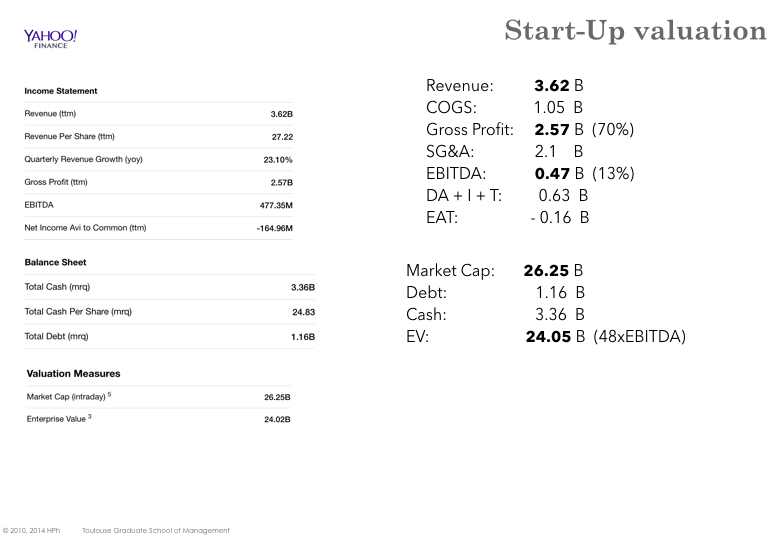 YAHOO!
FINANCE
Start-Up valuation
Income Statement
Revenue (ttm) 3.62B
Revenue Per Share (ttm) 27.22
Quarterly Revenue Growth (yoy) 23.10%
Gross Profit (ttm) 2.57B
EBITDA 477.35M
Net Income Avl to Common (ttm) -164.96M
Balance Sheet
Total Cash (mrq) 3.36B
Total Cash Per Share (mrq) 24.83
Total Debt (mrq) 1.16B
Valuation Measures
Market Cap (intraday) 5 26.25B
Enterprise Value 3 24.02B
Revenue: 3.62 B
COGS: 1.05 B
Gross Profit: 2.57 B (70%)
SG&A: 2.1 B
EBITDA: 0.47 B (13%)
DA + I + T: 0.63 B
EAT: - 0.16 B
Market Cap: 26.25 B
Debt: 1.16 B
Cash: 3.36 B
EV: 24.05 B (48xEBITDA)
© 2010, 2014 HPh Toulouse Graduate School of Management